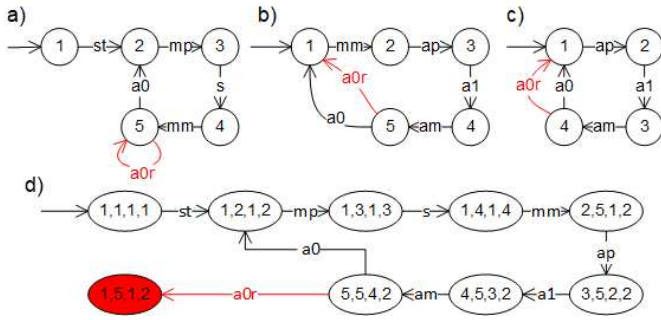 a) b) c)
1 st 2 mp 3 1 mm 2 ap 3 1 ap 2
a0 s a0r a1 a0r a0 a1
5 mm 4 a0 5 am 4 4 am 3
a0r
d)
1,1,1,1 st 1,2,1,2 mp 1,3,1,3 s 1,4,1,4 mm 2,5,1,2
a0 ap
1,5,1,2 a0r 5,5,4,2 am 4,5,3,2 a1 3,5,2,2